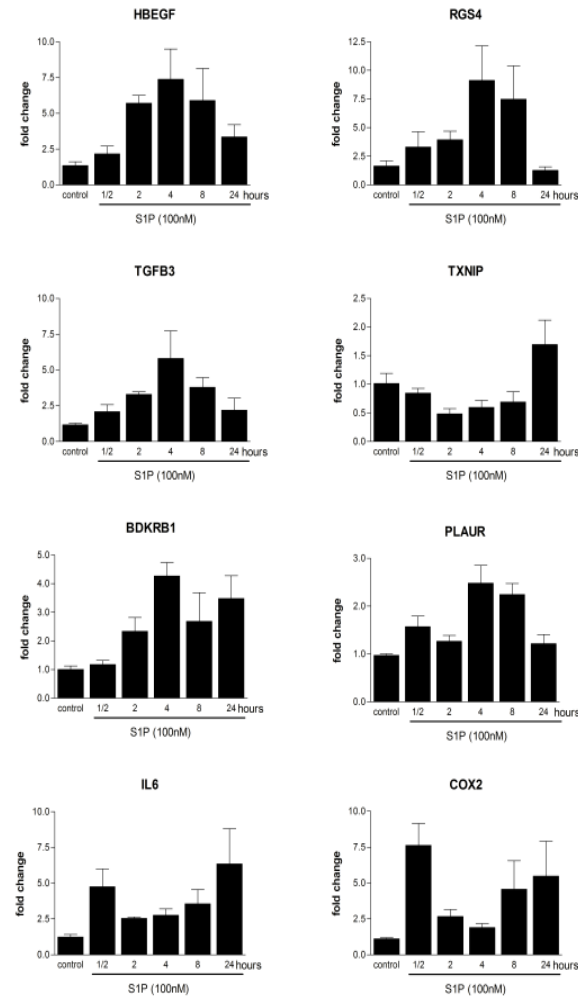 HBEGF
10.0
7.5
5.0
2.5
0.0
fold change
control 1/2 2 4 8 24 hours
S1P (100nM)
RGS4
12.5
10.0
7.5
5.0
2.5
0.0
fold change
control 1/2 2 4 8 24 hours
S1P (100nM)
TGFB3
10.0
7.5
5.0
2.5
0.0
fold change
control 1/2 2 4 8 24 hours
S1P (100nM)
TXNIP
2.5
2.0
1.5
1.0
0.5
0.0
fold change
control 1/2 2 4 8 24 hours
S1P (100nM)
BDKRB1
5.0
4.0
3.0
2.0
1.0
0.0
fold change
control 1/2 2 4 8 24 hours
S1P (100nM)
PLAUR
3.0
2.0
1.0
0.0
fold change
control 1/2 2 4 8 24 hours
S1P (100nM)
IL6
10.0
7.5
5.0
2.5
0.0
fold change
control 1/2 2 4 8 24 hours
S1P (100nM)
COX2
10.0
7.5
5.0
2.5
0.0
fold change
control 1/2 2 4 8 24 hours
S1P (100nM)